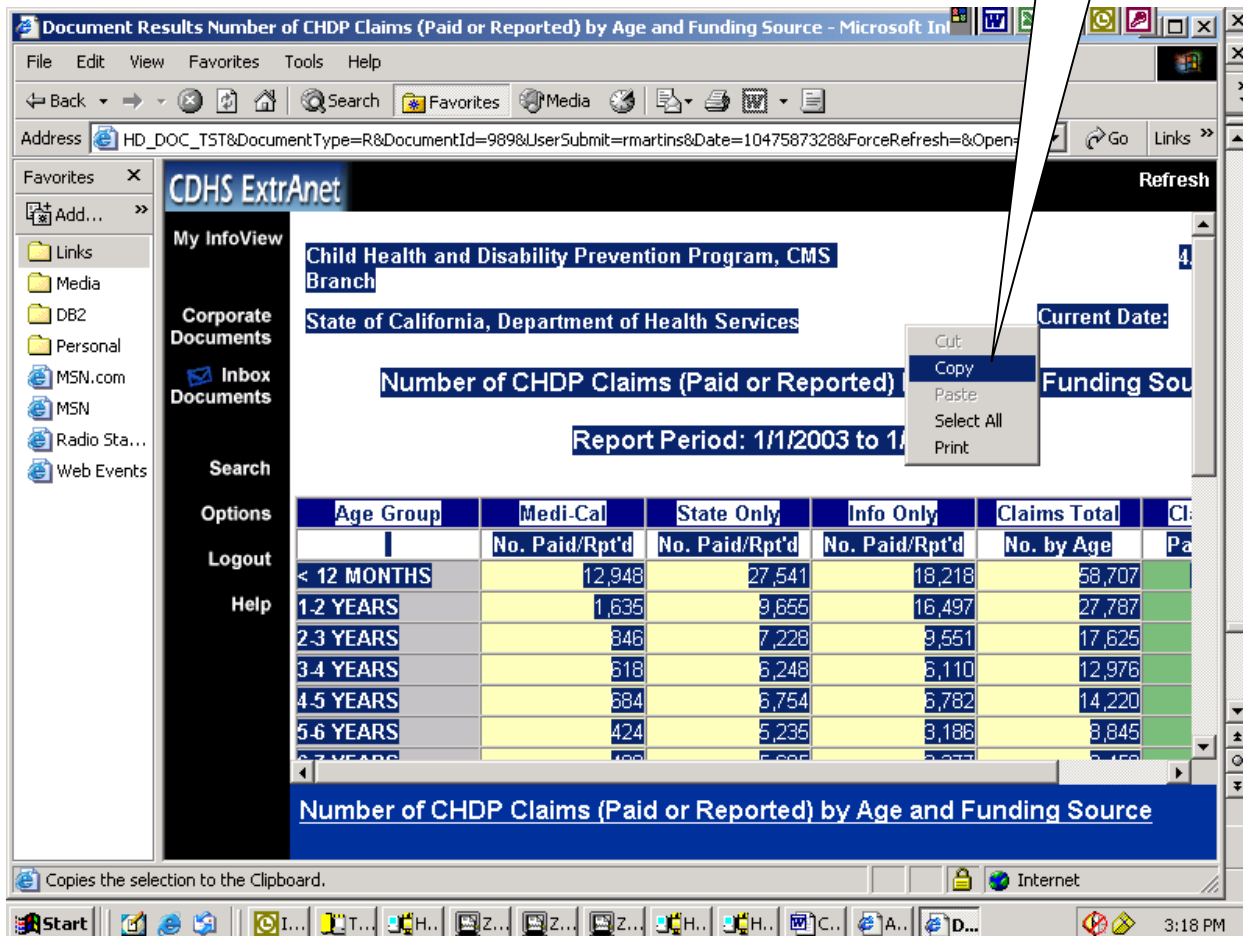 Document Results Number of CHDP Claims (Paid or Reported) by Age and Funding Source - Microsoft Int
File Edit View Favorites Tools Help
Back Search Favorites Media
Address HD_DOC_TST&DocumentType=R&DocumentId=989&UserSubmit=rmartins&Date=10475873288&ForceRefresh=&Open= Go Links »
Favorites × CDHS ExtrAnet Refresh
Add... »
Links
Media
DB2
Personal
MSN.com
MSN
Radio Sta...
Web Events
My InfoView
Corporate
Documents
Inbox
Documents
Search
Options
Logout
Help
Child Health and Disability Prevention Program, CMS 4.
Branch
State of California, Department of Health Services Current Date:
Number of CHDP Claims (Paid or Reported) Funding Sou
Report Period: 1/1/2003 to 1/
Cut
Copy
Paste
Select All
Print
Age Group Medi-Cal State Only Info Only Claims Total Cl
No. Paid/Rpt'd No. Paid/Rpt'd No. Paid/Rpt'd No. by Age Pa
< 12 MONTHS 12,948 27,541 18,218 58,707
1-2 YEARS 1,635 9,655 16,497 27,787
2-3 YEARS 846 7,228 9,551 17,625
3-4 YEARS 618 6,248 6,110 12,976
4-5 YEARS 684 6,754 6,782 14,220
5-6 YEARS 424 5,235 3,186 8,845
Number of CHDP Claims (Paid or Reported) by Age and Funding Source
Copies the selection to the Clipboard. Internet
Start I... T... H.. Z... Z... Z... H.. H.. C.. A.. D... 3:18 PM